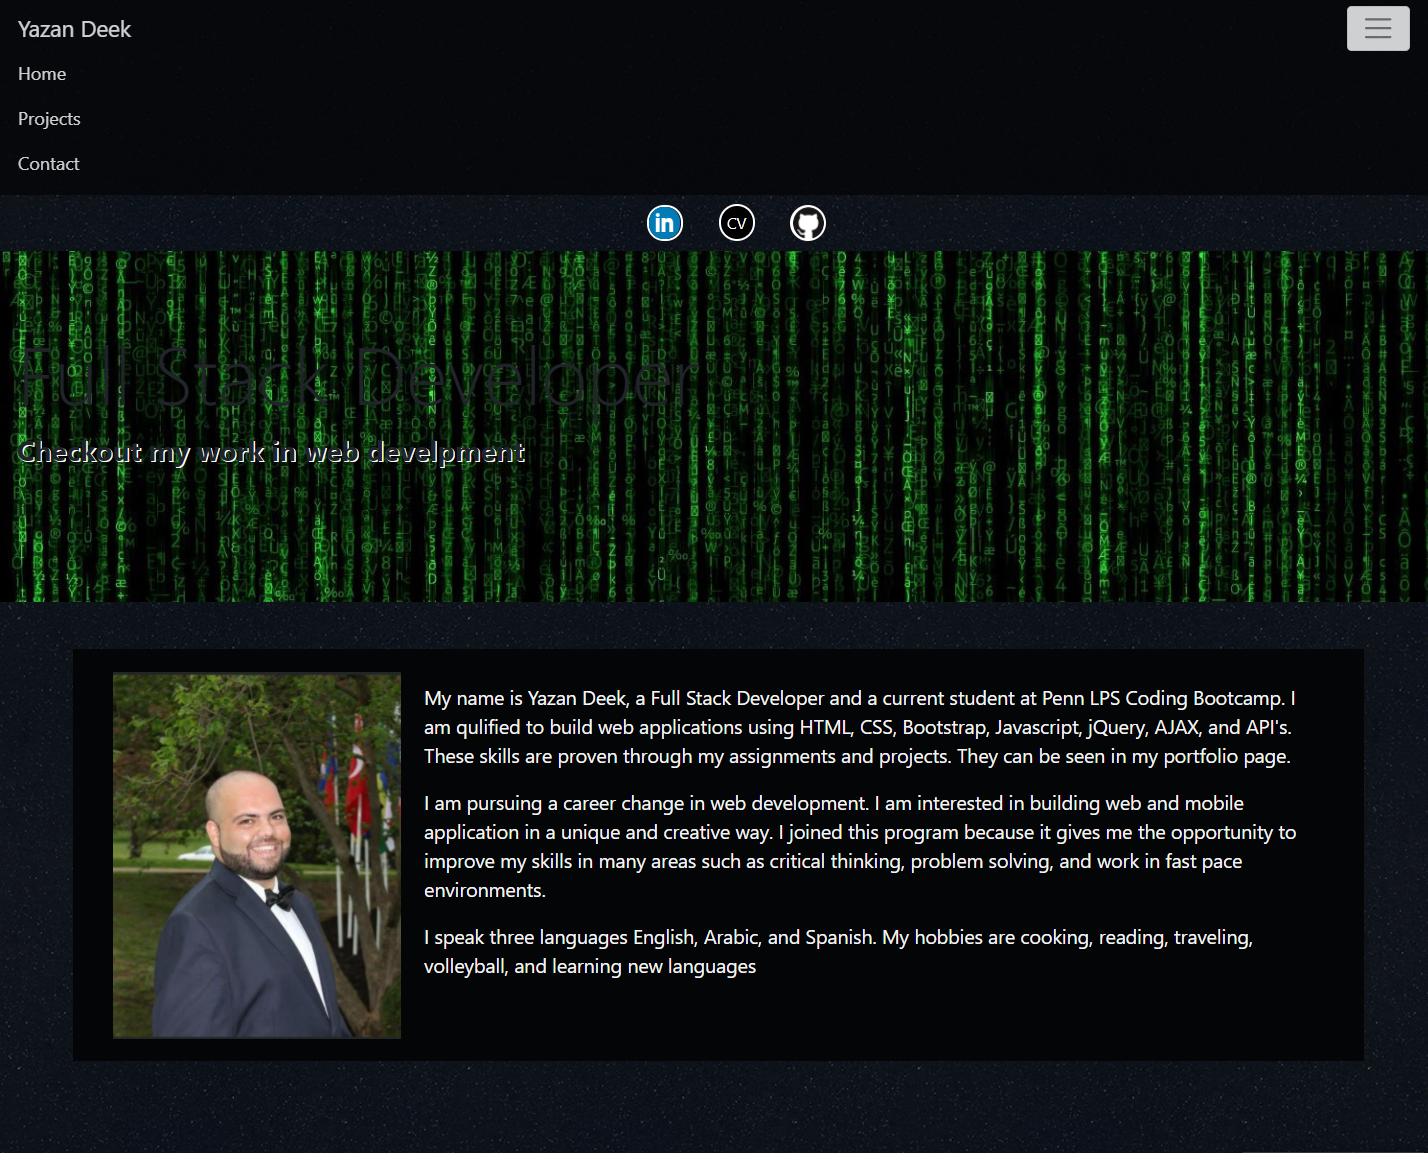 Yazan Deek
Home
Projects
Contact
in CV
Full Stack Developer
Checkout my work in web develpment
My name is Yazan Deek, a Full Stack Developer and a current student at Penn LPS Coding Bootcamp. I
am qulified to build web applications using HTML, CSS, Bootstrap, Javascript, jQuery, AJAX, and API's.
These skills are proven through my assignments and projects. They can be seen in my portfolio page.
I am pursuing a career change in web development. I am interested in building web and mobile
application in a unique and creative way. I joined this program because it gives me the opportunity to
improve my skills in many areas such as critical thinking, problem solving, and work in fast pace
environments.
I speak three languages English, Arabic, and Spanish. My hobbies are cooking, reading, traveling,
volleyball, and learning new languages